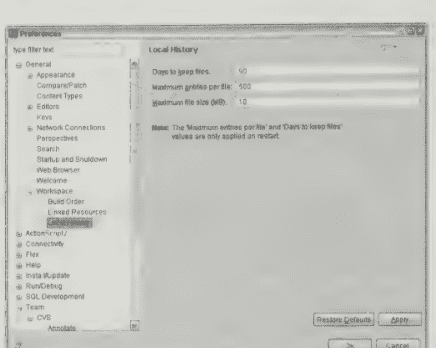 Preferences
type filter text
General
Appearance
Compare/Patch
Content Types
Editors
Keys
Network Connections
Perspectives
Search
Startup and Shutdown
Web Browser
Welcome
Workspace
Build Order
Linked Resources
ActionScript 2
Connectivity
Flex
Help
Install/Update
Run/Debug
SQL Development
Team
CVS
Annotate
Local History
Days to keep files: 90
Maximum entries per file: 500
Maximum file size (MB): 10
Note: The 'Maximum entries per file' and 'Days to keep files'
values are only applied on restart.
Restore Defaults Apply
Cancel